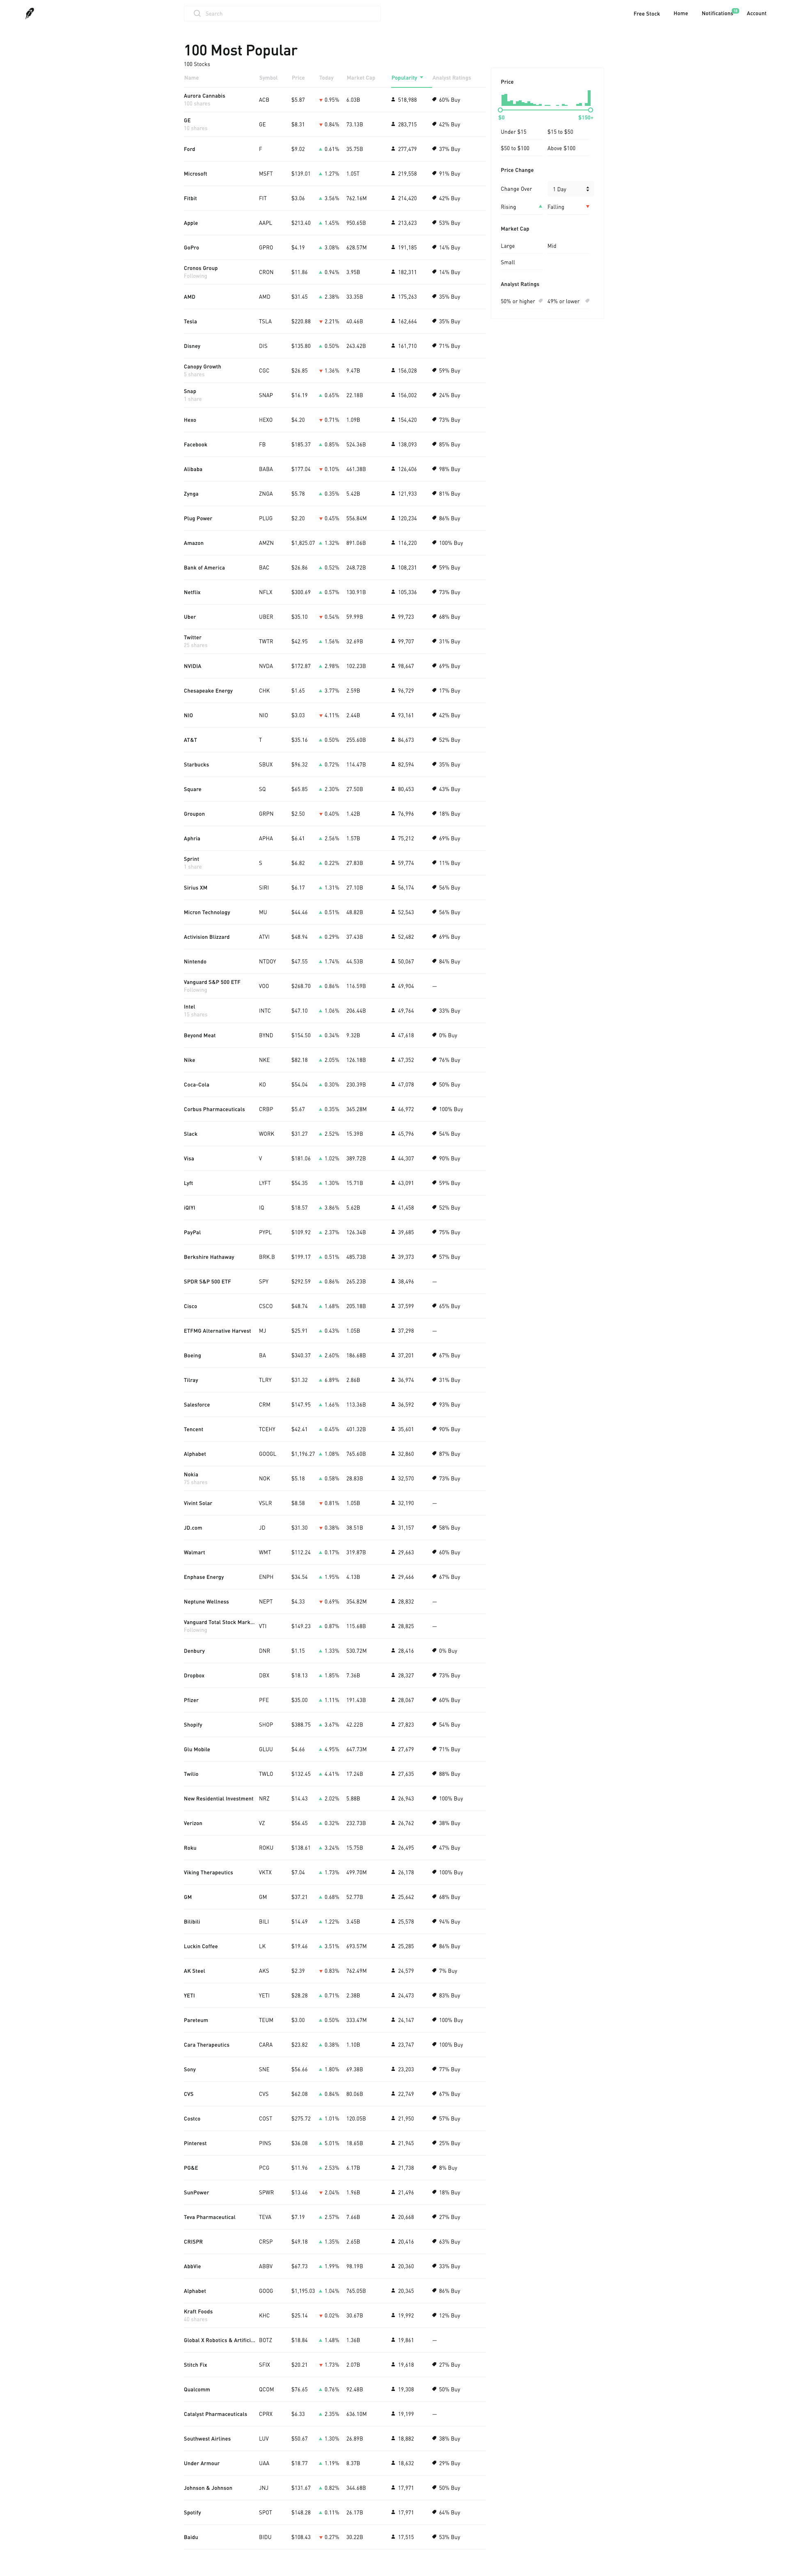 Search
Free Stock Home Notifications Account
100 Most Popular
100 Stocks
Name Symbol Price Today Market Cap Popularity Analyst Ratings
Aurora Cannabis ACB $5.87 0.95% 6.03B 518,988 60% Buy
100 shares
GE GE $8.31 0.84% 73.13B 283,715 42% Buy
10 shares
Ford F $9.02 0.61% 35.75B 277,479 37% Buy
Microsoft MSFT $139.01 1.27% 1.05T 219,558 91% Buy
Fitbit FIT $3.06 3.56% 762.16M 214,420 42% Buy
Apple AAPL $213.40 1.45% 950.65B 213,623 53% Buy
GoPro GPRO $4.19 3.08% 628.57M 191,185 14% Buy
Cronos Group CRON $11.86 0.94% 3.95B 182,311 14% Buy
Following
AMD AMD $31.45 2.38% 33.35B 175,263 35% Buy
Tesla TSLA $220.88 2.21% 40.46B 162,664 35% Buy
Disney DIS $135.80 0.50% 243.42B 161,710 71% Buy
Canopy Growth CGC $26.85 1.36% 9.47B 156,028 59% Buy
5 shares
Snap SNAP $16.19 0.65% 22.18B 156,002 24% Buy
1 share
Hexo HEXO $4.20 0.71% 1.09B 154,420 73% Buy
Facebook FB $185.37 0.85% 524.36B 138,093 85% Buy
Alibaba BABA $177.04 0.10% 461.38B 126,406 98% Buy
Zynga ZNGA $5.78 0.35% 5.42B 121,933 81% Buy
Plug Power PLUG $2.20 0.45% 556.84M 120,234 86% Buy
Amazon AMZN $1,825.07 1.32% 891.06B 116,220 100% Buy
Bank of America BAC $26.86 0.52% 248.72B 108,231 59% Buy
Netflix NFLX $300.69 0.57% 130.91B 105,336 73% Buy
Uber UBER $35.10 0.54% 59.99B 99,723 68% Buy
Twitter TWTR $42.95 1.56% 32.69B 99,707 31% Buy
20 shares
NVIDIA NVDA $172.87 2.98% 102.23B 98,647 69% Buy
Chesapeake Energy CHK $1.65 3.77% 2.59B 96,729 17% Buy
NIO NIO $3.03 4.11% 2.44B 93,161 42% Buy
AT&T T $35.16 0.50% 255.60B 84,673 52% Buy
Starbucks SBUX $96.32 0.72% 114.47B 82,594 35% Buy
Square SQ $65.85 2.30% 27.50B 80,453 43% Buy
Groupon GRPN $2.50 0.40% 1.42B 76,996 18% Buy
Aphria APHA $6.41 2.56% 1.57B 75,212 69% Buy
Sprint S $6.82 0.22% 27.83B 59,774 11% Buy
1 share
Sirius XM SIRI $6.17 1.31% 27.10B 56,174 56% Buy
Micron Technology MU $44.46 0.51% 48.82B 52,543 56% Buy
Activision Blizzard ATVI $48.94 0.29% 37.43B 52,482 69% Buy
Nintendo NTDOY $47.55 1.74% 44.53B 50,067 84% Buy
Vanguard S&P 500 ETF VOO $268.70 0.86% 116.59B 49,904 —
Following
Intel INTC $47.10 1.06% 206.44B 49,764 33% Buy
15 shares
Beyond Meat BYND $154.50 0.34% 9.32B 47,618 0% Buy
Nike NKE $82.18 2.05% 126.18B 47,352 76% Buy
Coca-Cola KO $54.04 0.30% 230.39B 47,078 50% Buy
Corbus Pharmaceuticals CRBP $5.67 0.35% 365.28M 46,972 100% Buy
Slack WORK $31.27 2.52% 15.39B 45,796 54% Buy
Visa V $181.06 1.02% 389.72B 44,307 90% Buy
Lyft LYFT $54.35 1.30% 15.71B 43,091 59% Buy
iQIYI IQ $18.57 3.86% 5.62B 41,458 52% Buy
PayPal PYPL $109.92 2.37% 126.34B 39,685 75% Buy
Berkshire Hathaway BRK.B $199.17 0.51% 485.73B 39,373 57% Buy
SPDR S&P 500 ETF SPY $292.59 0.86% 265.23B 38,496 —
Cisco CSCO $48.74 1.68% 205.18B 37,599 65% Buy
ETFMG Alternative Harvest MJ $25.91 0.43% 1.05B 37,298 —
Boeing BA $340.37 2.60% 186.68B 37,201 67% Buy
Tilray TLRY $31.32 6.89% 2.86B 36,974 31% Buy
Salesforce CRM $147.95 1.66% 113.36B 36,592 93% Buy
Tencent TCEHY $42.41 0.45% 401.32B 35,601 90% Buy
Alphabet GOOGL $1,196.27 1.08% 765.60B 32,860 87% Buy
Nokia NOK $5.18 0.58% 28.83B 32,570 73% Buy
75 shares
Vivint Solar VSLR $8.58 0.81% 1.05B 32,190 —
JD.com JD $31.30 0.38% 38.51B 31,157 58% Buy
Walmart WMT $112.24 0.17% 319.87B 29,663 60% Buy
Enphase Energy ENPH $34.54 1.95% 4.13B 29,466 67% Buy
Neptune Wellness NEPT $4.33 0.69% 354.82M 28,832 —
Vanguard Total Stock Mark... VTI $149.23 0.87% 115.68B 28,825 —
Following
Denbury DNR $1.15 1.33% 530.72M 28,416 0% Buy
Dropbox DBX $18.13 1.85% 7.36B 28,327 73% Buy
Pfizer PFE $35.00 1.11% 191.43B 28,067 60% Buy
Shopify SHOP $388.75 3.67% 42.22B 27,823 54% Buy
Glu Mobile GLUU $4.66 4.95% 647.73M 27,679 71% Buy
Twilio TWLO $132.45 4.41% 17.24B 27,635 88% Buy
New Residential Investment NRZ $14.43 2.02% 5.88B 26,943 100% Buy
Verizon VZ $56.45 0.32% 232.73B 26,762 38% Buy
Roku ROKU $138.61 3.24% 15.75B 26,495 47% Buy
Viking Therapeutics VKTX $7.04 1.73% 499.70M 26,178 100% Buy
GM GM $37.21 0.68% 52.77B 25,642 68% Buy
Bilibili BILI $14.49 1.22% 3.45B 25,578 94% Buy
Luckin Coffee LK $19.46 3.51% 693.57M 25,285 86% Buy
AK Steel AKS $2.39 0.83% 762.49M 24,579 7% Buy
YETI YETI $28.28 0.71% 2.38B 24,473 83% Buy
Pareteum TEUM $3.00 0.50% 333.47M 24,147 100% Buy
Cara Therapeutics CARA $23.82 0.38% 1.10B 23,747 100% Buy
Sony SNE $56.66 1.80% 69.38B 23,203 77% Buy
CVS CVS $62.08 0.84% 80.06B 22,749 67% Buy
Costco COST $275.72 1.01% 120.05B 21,950 57% Buy
Pinterest PINS $36.08 5.01% 18.65B 21,945 25% Buy
PG&E PCG $11.96 2.53% 6.17B 21,738 8% Buy
SunPower SPWR $13.46 2.04% 1.96B 21,496 18% Buy
Teva Pharmaceutical TEVA $7.19 2.57% 7.66B 20,668 27% Buy
CRISPR CRSP $49.18 1.35% 2.65B 20,416 63% Buy
AbbVie ABBV $67.73 1.99% 98.19B 20,360 33% Buy
Alphabet GOOG $1,195.03 1.04% 765.05B 20,345 86% Buy
Kraft Foods KHC $25.14 0.02% 30.67B 19,992 12% Buy
40 shares
Global X Robotics & Artifici... BOTZ $18.84 1.48% 1.36B 19,861 —
Stitch Fix SFIX $20.21 1.73% 2.07B 19,618 27% Buy
Qualcomm QCOM $76.65 0.76% 92.48B 19,308 50% Buy
Catalyst Pharmaceuticals CPRX $6.33 2.35% 636.10M 19,199 —
Southwest Airlines LUV $50.67 1.30% 26.89B 18,882 38% Buy
Under Armour UAA $18.77 1.19% 8.37B 18,632 29% Buy
Johnson & Johnson JNJ $131.67 0.82% 344.68B 17,971 50% Buy
Spotify SPOT $148.28 0.11% 26.17B 17,971 64% Buy
Baidu BIDU $108.43 0.27% 30.22B 17,515 53% Buy
Price
$0 $150+
Under $15 $15 to $50
$50 to $100 Above $100
Price Change
Change Over 1 Day
Rising Falling
Market Cap
Large Mid
Small
Analyst Ratings
50% or higher 49% or lower